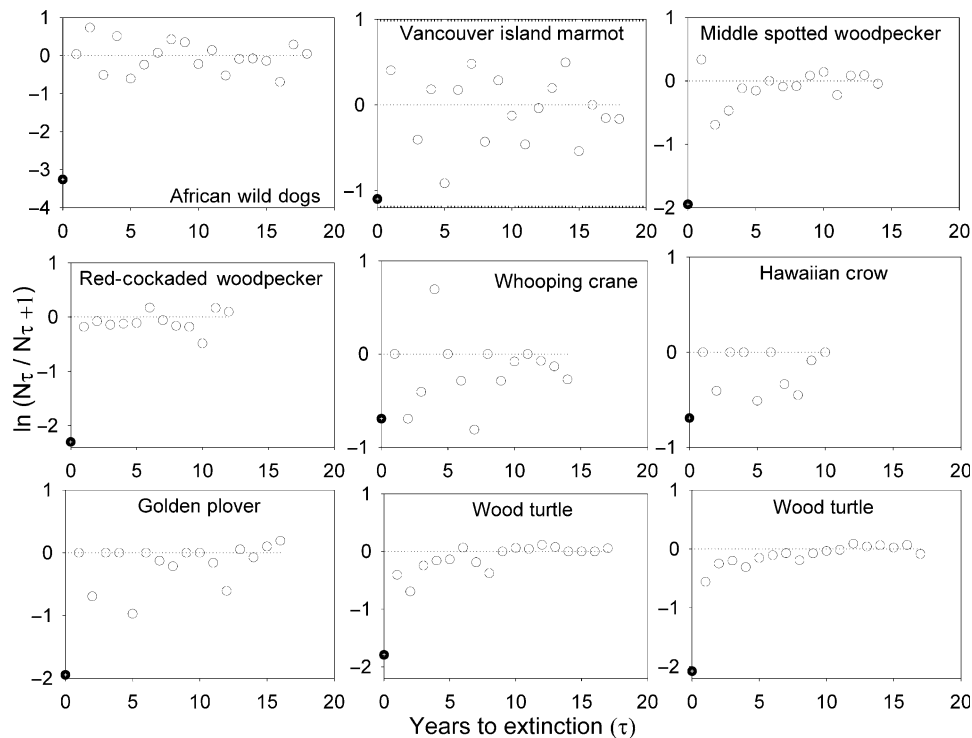 1
0
−1
−2
−3
−4
African wild dogs
0 5 10 15 20
1
0
−1
Vancouver island marmot
0 5 10 15 20
1
0
−1
−2
Middle spotted woodpecker
0 5 10 15 20
ln (Nτ / Nτ +1)
1
0
−1
−2
Red-cockaded woodpecker
0 5 10 15 20
1
0
−1
Whooping crane
0 5 10 15 20
1
0
−1
Hawaiian crow
0 5 10 15 20
1
0
−1
−2
Golden plover
0 5 10 15 20
1
0
−1
−2
Wood turtle
0 5 10 15 20
1
0
−1
−2
Wood turtle
0 5 10 15 20
Years to extinction (τ)